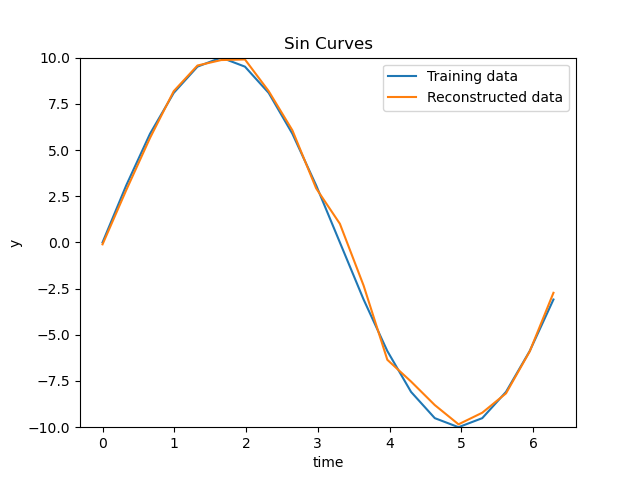 Sin Curves
10.0
7.5
5.0
2.5
0.0
−2.5
−5.0
−7.5
−10.0
y
Training data
Reconstructed data
0 1 2 3 4 5 6
time